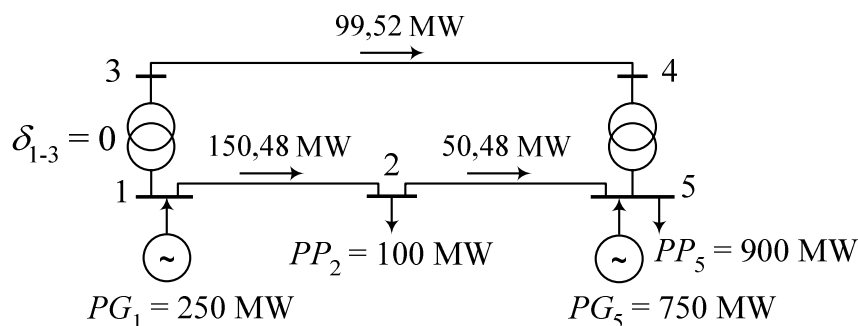 99,52 MW
3
4
δ1-3 = 0
150,48 MW
50,48 MW
2
1
5
~
~
PP2 = 100 MW
PP5 = 900 MW
PG1 = 250 MW
PG5 = 750 MW